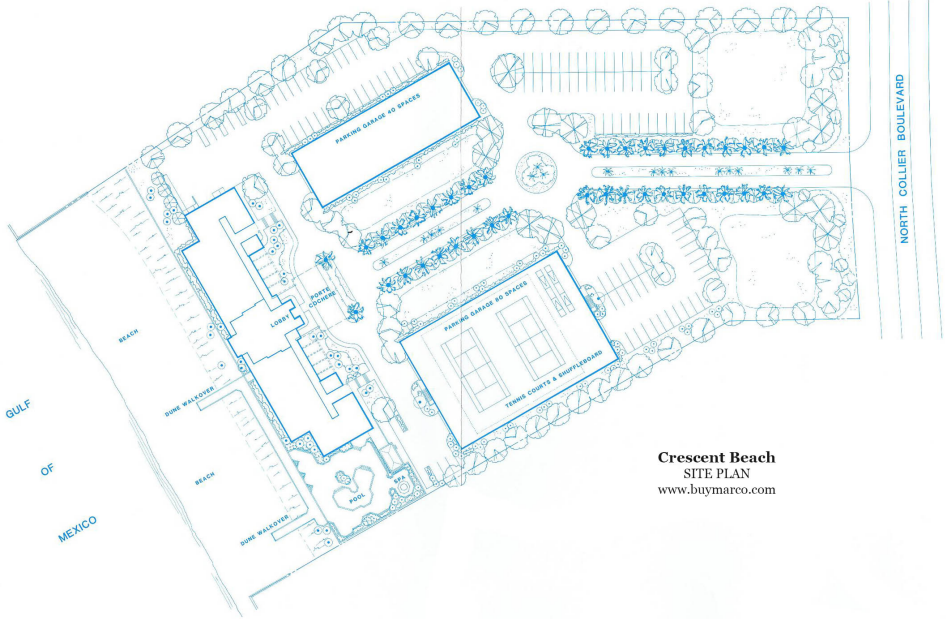 PARKING GARAGE 40 SPACES
NORTH COLLIER BOULEVARD
PORTE
COCHERE
LOBBY
PARKING GARAGE 80 SPACES
TENNIS COURTS & SHUFFLEBOARD
BEACH
DUNE WALKOVER
GULF
OF
MEXICO
BEACH
POOL
SPA
DUNE WALKOVER
Crescent Beach
SITE PLAN
www.buymarco.com